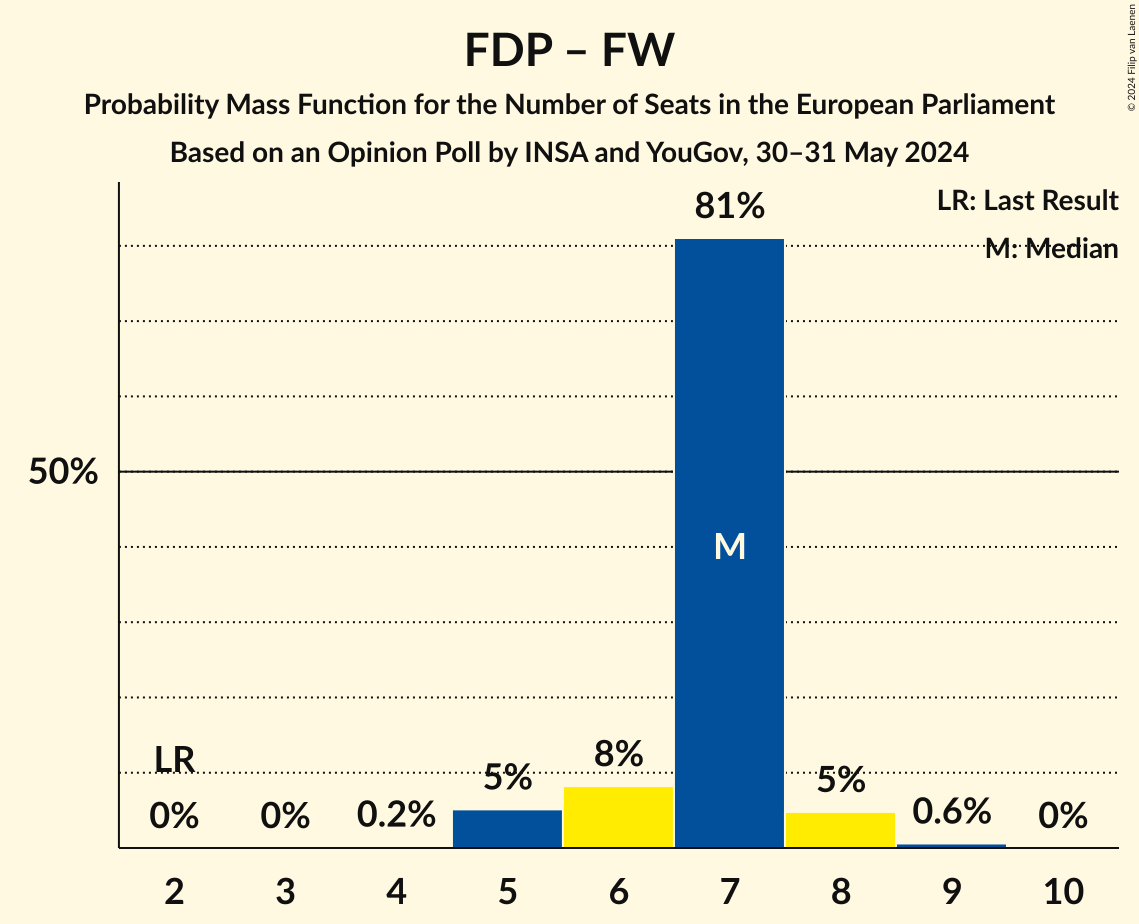 FDP – FW
Probability Mass Function for the Number of Seats in the European Parliament
Based on an Opinion Poll by INSA and YouGov, 30–31 May 2024
© 2024 Filip van Laenen
LR: Last Result
M: Median
81%
50%
M
LR
0%
0%
0.2%
5%
8%
5%
0.6%
0%
2 3 4 5 6 7 8 9 10